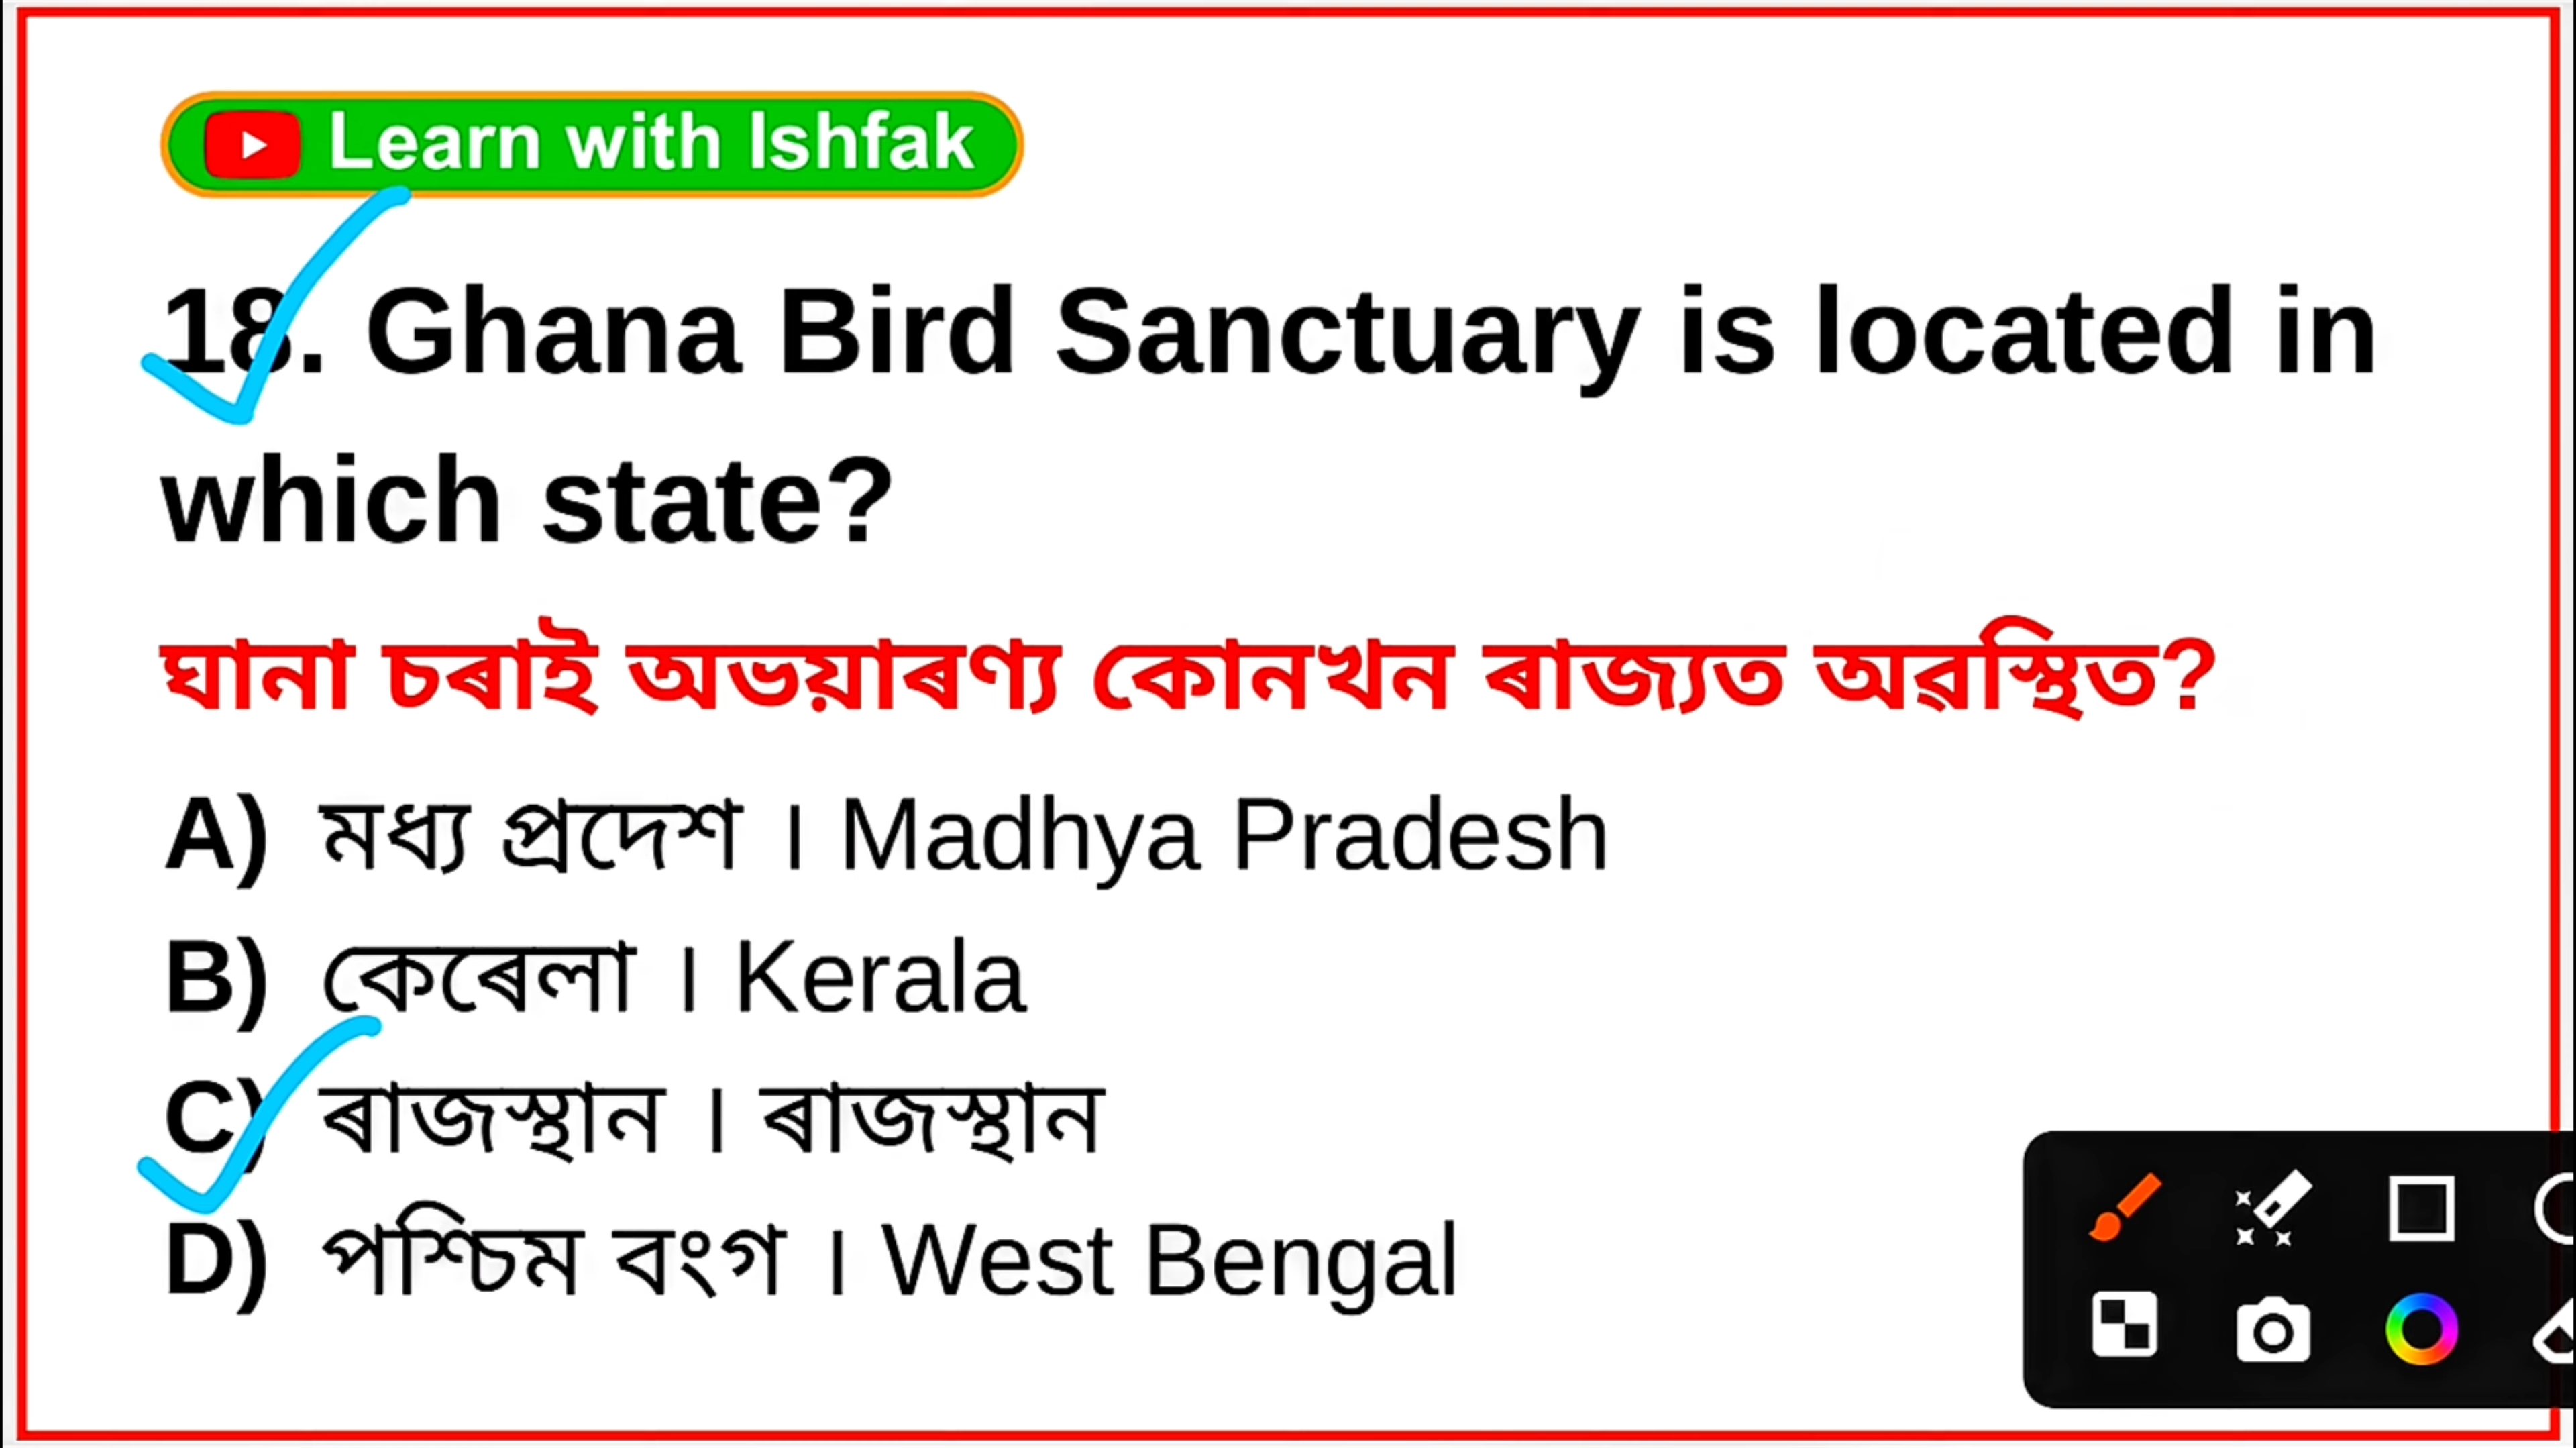 Learn with Ishfak
18. Ghana Bird Sanctuary is located in
which state?
ঘানা চৰাই অভয়াৰণ্য কোনখন ৰাজ্যত অৱস্থিত?
A) মধ্য প্ৰদেশ । Madhya Pradesh
B) কেৰেলা । Kerala
C) ৰাজস্থান । ৰাজস্থান
D) পশ্চিম বংগ । West Bengal